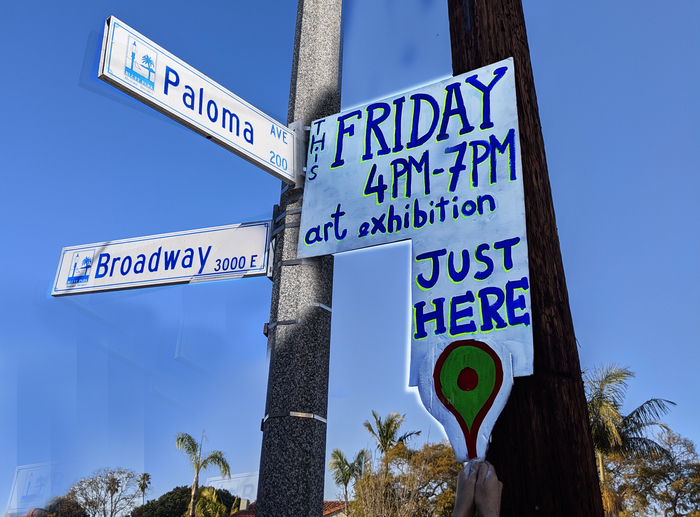 Paloma AVE
200
Broadway 3000 E
THIS
FRIDAY
4PM-7PM
art exhibition
JUST
HERE